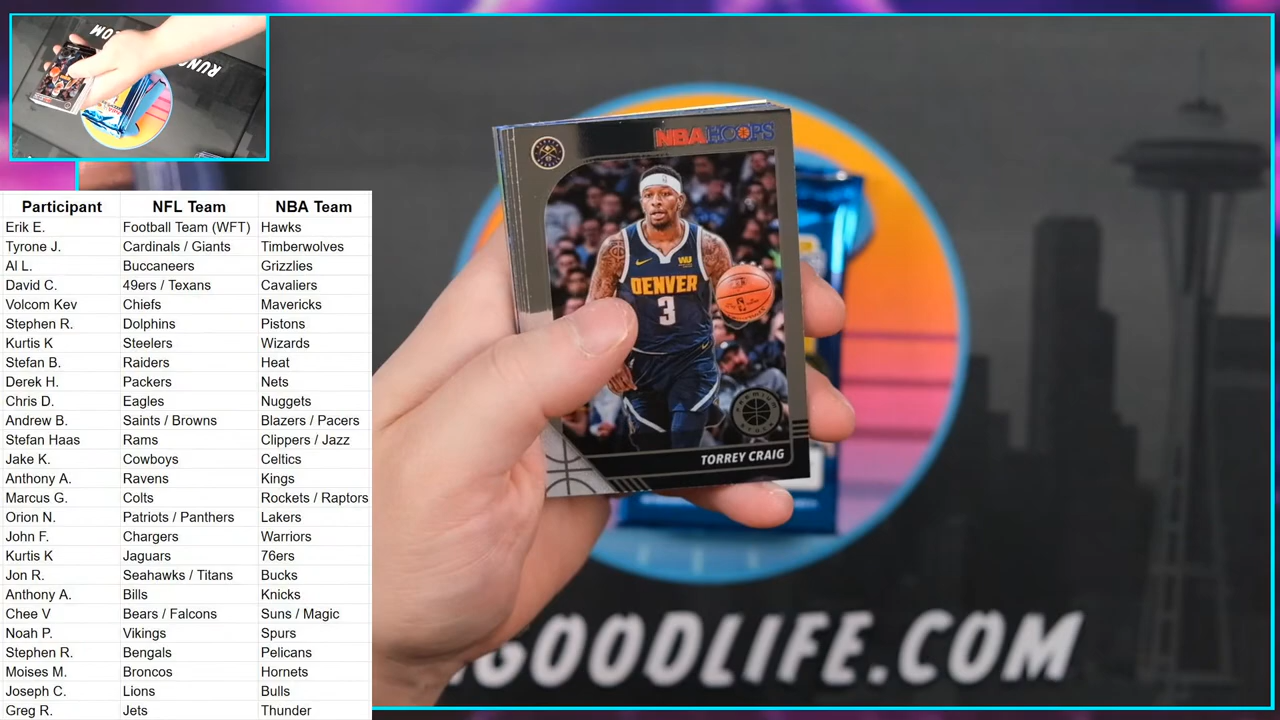 Participant NFL Team NBA Team
Erik E. Football Team (WFT) Hawks
Tyrone J. Cardinals / Giants Timberwolves
Al L. Buccaneers Grizzlies
David C. 49ers / Texans Cavaliers
Volcom Kev Chiefs Mavericks
Stephen R. Dolphins Pistons
Kurtis K Steelers Wizards
Stefan B. Raiders Heat
Derek H. Packers Nets
Chris D. Eagles Nuggets
Andrew B. Saints / Browns Blazers / Pacers
Stefan Haas Rams Clippers / Jazz
Jake K. Cowboys Celtics
Anthony A. Ravens Kings
Marcus G. Colts Rockets / Raptors
Orion N. Patriots / Panthers Lakers
John F. Chargers Warriors
Kurtis K Jaguars 76ers
Jon R. Seahawks / Titans Bucks
Anthony A. Bills Knicks
Chee V Bears / Falcons Suns / Magic
Noah P. Vikings Spurs
Stephen R. Bengals Pelicans
Moises M. Broncos Hornets
Joseph C. Lions Bulls
Greg R. Jets Thunder
NBA HOOPS
DENVER
3
TORREY CRAIG
GOODLIFE.COM